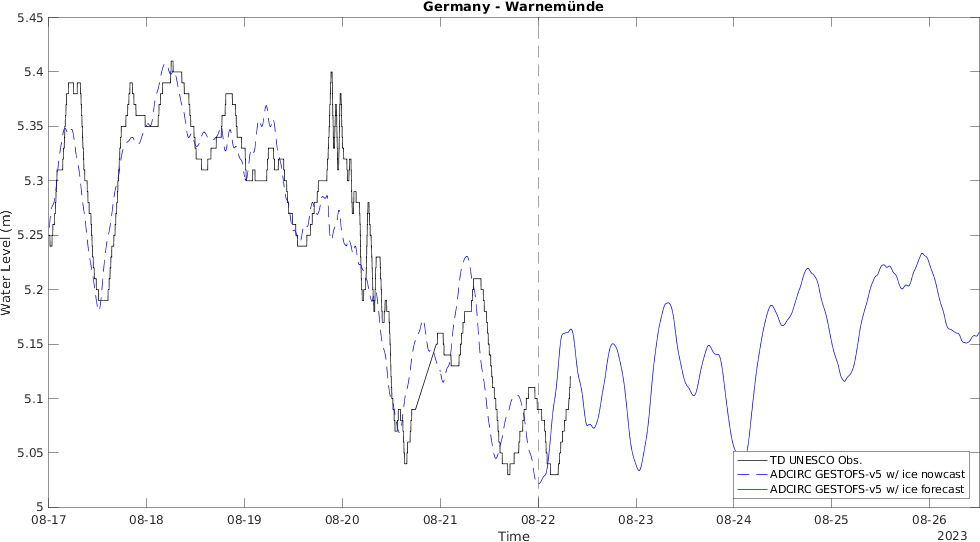 Germany - Warnemünde
Water Level (m)
5.45
5.4
5.35
5.3
5.25
5.2
5.15
5.1
5.05
5
TD UNESCO Obs.
ADCIRC GESTOFS-v5 w/ ice nowcast
ADCIRC GESTOFS-v5 w/ ice forecast
08-17 08-18 08-19 08-20 08-21 08-22 08-23 08-24 08-25 08-26
Time
2023